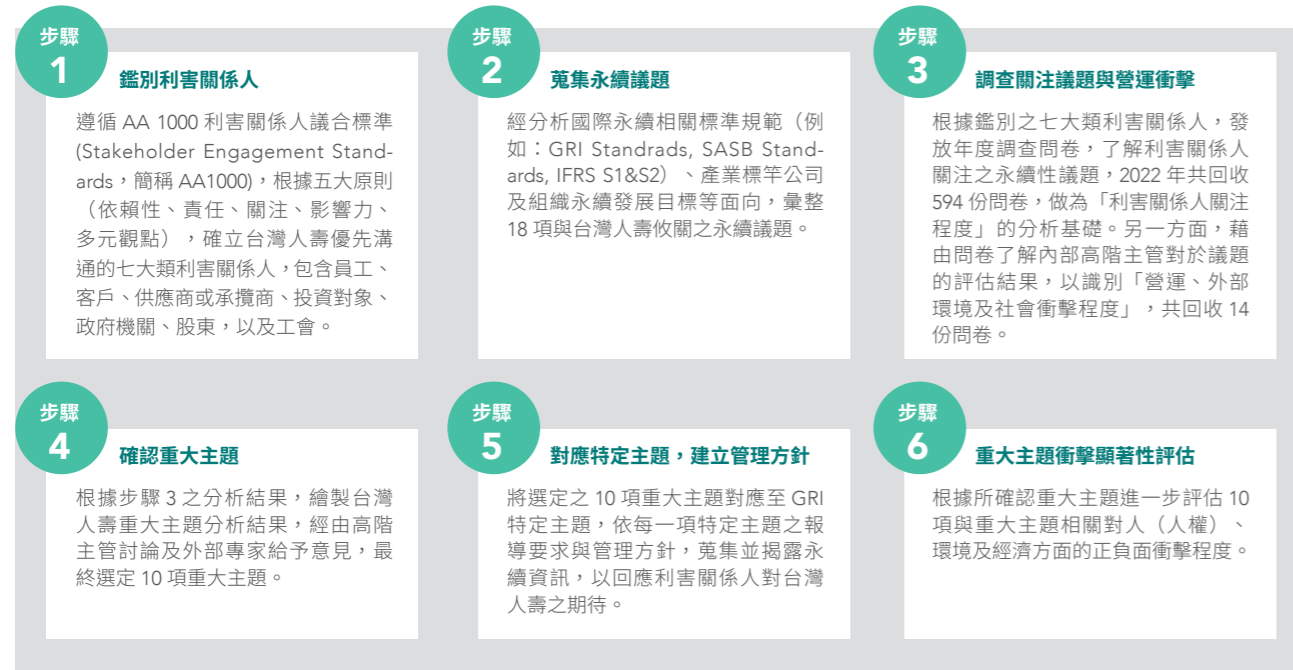 步驟
1
鑑別利害關係人
遵循 AA 1000 利害關係人議合標準
(Stakeholder Engagement Stand-
ards，簡稱 AA1000)，根據五大原則
（依賴性、責任、關注、影響力、
多元觀點），確立台灣人壽優先溝
通的七大類利害關係人，包含員工、
客戶、供應商或承攬商、投資對象、
政府機關、股東，以及工會。
步驟
2
蒐集永續議題
經分析國際永續相關標準規範（例
如：GRI Standrads, SASB Stand-
ards, IFRS S1&S2）、產業標竿公司
及組織永續發展目標等面向，彙整
18 項與台灣人壽攸關之永續議題。
步驟
3
調查關注議題與營運衝擊
根據鑑別之七大類利害關係人，發
放年度調查問卷，了解利害關係人
關注之永續性議題，2022 年共回收
594 份問卷，做為「利害關係人關注
程度」的分析基礎。另一方面，藉
由問卷了解內部高階主管對於議題
的評估結果，以識別「營運、外部
環境及社會衝擊程度」，共回收 14
份問卷。
步驟
4
確認重大主題
根據步驟 3 之分析結果，繪製台灣
人壽重大主題分析結果，經由高階
主管討論及外部專家給予意見，最
終選定 10 項重大主題。
步驟
5
對應特定主題，建立管理方針
將選定之 10 項重大主題對應至 GRI
特定主題，依每一項特定主題之報
導要求與管理方針，蒐集並揭露永
續資訊，以回應利害關係人對台灣
人壽之期待。
步驟
6
重大主題衝擊顯著性評估
根據所確認重大主題進一步評估 10
項與重大主題相關對人（人權）、
環境及經濟方面的正負面衝擊程度。